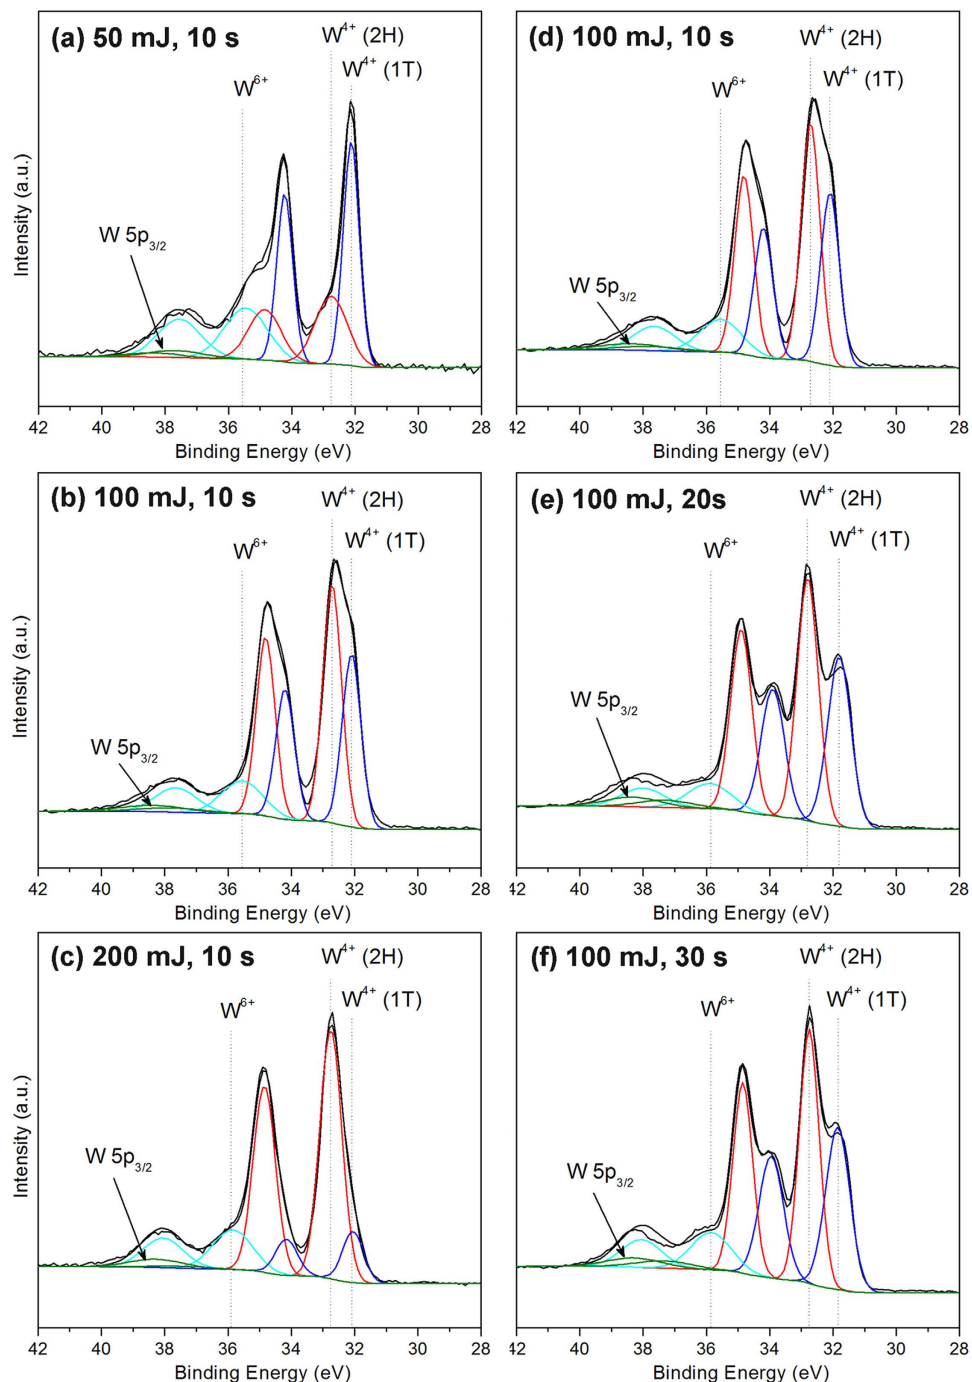 (a) 50 mJ, 10 s
W⁴⁺ (2H)
W⁴⁺ (1T)
W⁶⁺
W 5p₃/₂
Intensity (a.u.)
42 40 38 36 34 32 30 28
Binding Energy (eV)
(d) 100 mJ, 10 s
W⁴⁺ (2H)
W⁴⁺ (1T)
W⁶⁺
W 5p₃/₂
42 40 38 36 34 32 30 28
Binding Energy (eV)
(b) 100 mJ, 10 s
W⁴⁺ (2H)
W⁴⁺ (1T)
W⁶⁺
W 5p₃/₂
Intensity (a.u.)
42 40 38 36 34 32 30 28
Binding Energy (eV)
(e) 100 mJ, 20s
W⁴⁺ (2H)
W⁴⁺ (1T)
W⁶⁺
W 5p₃/₂
42 40 38 36 34 32 30 28
Binding Energy (eV)
(c) 200 mJ, 10 s
W⁴⁺ (2H)
W⁴⁺ (1T)
W⁶⁺
W 5p₃/₂
Intensity (a.u.)
42 40 38 36 34 32 30 28
Binding Energy (eV)
(f) 100 mJ, 30 s
W⁴⁺ (2H)
W⁴⁺ (1T)
W⁶⁺
W 5p₃/₂
42 40 38 36 34 32 30 28
Binding Energy (eV)